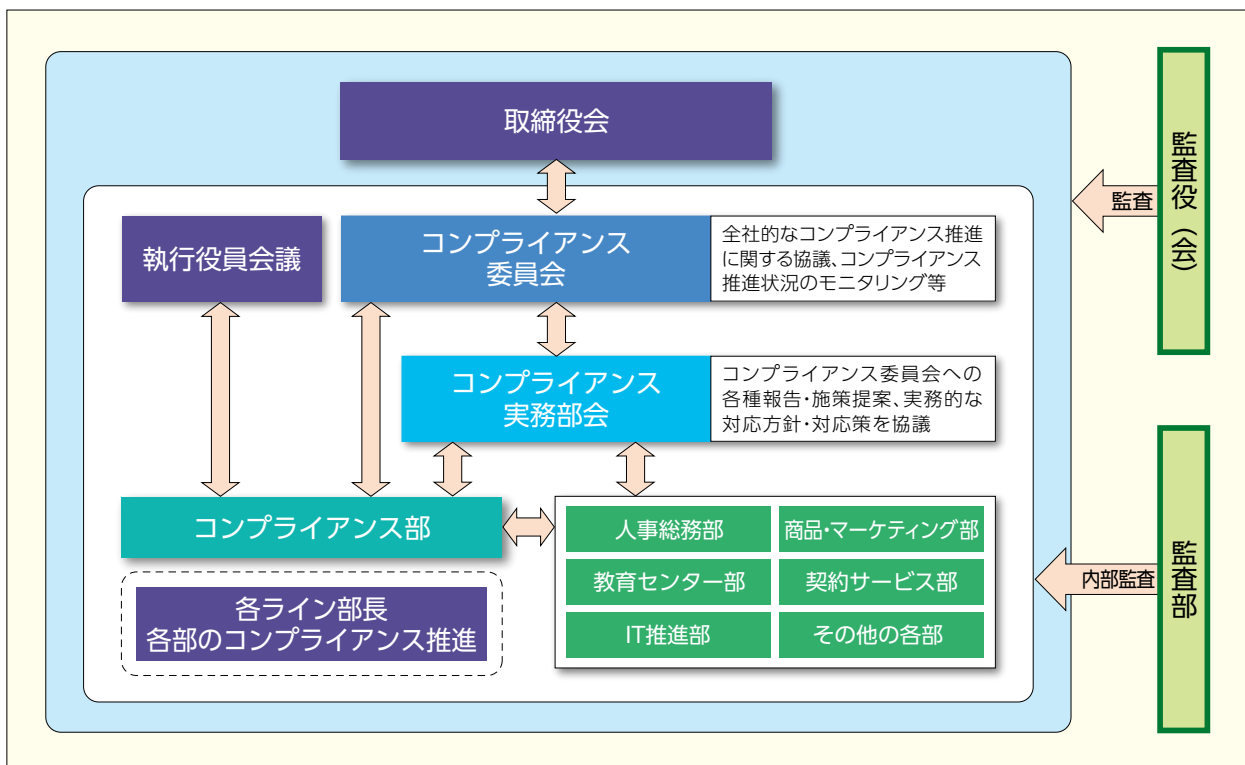 取締役会
執行役員会議
コンプライアンス
委員会
全社的なコンプライアンス推進
に関する協議、コンプライアンス
推進状況のモニタリング等
コンプライアンス
実務部会
コンプライアンス委員会への
各種報告・施策提案、実務的な
対応方針・対応策を協議
コンプライアンス部
各ライン部長
各部のコンプライアンス推進
人事総務部
商品・マーケティング部
教育センター部
契約サービス部
IT推進部
その他の各部
監査
監査役（会）
内部監査
監査部